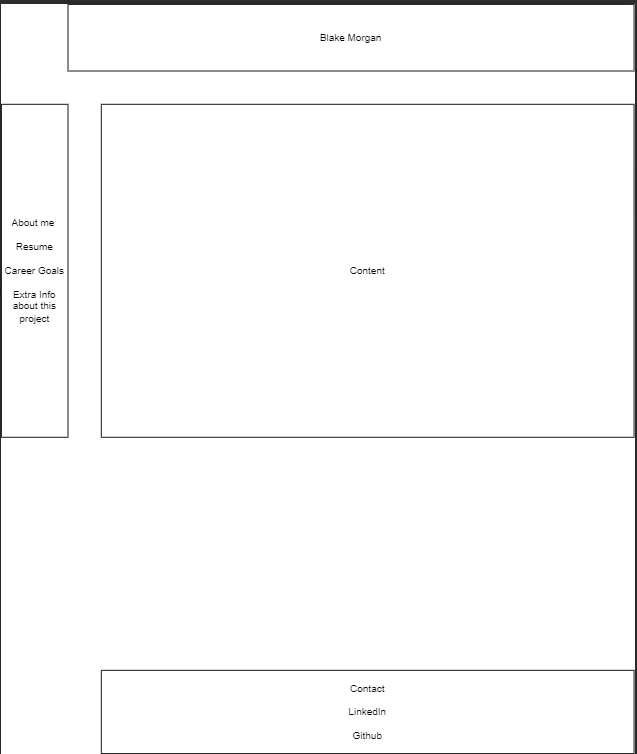 Blake Morgan
About me
Resume
Career Goals
Extra Info
about this
project
Content
Contact
LinkedIn
Github